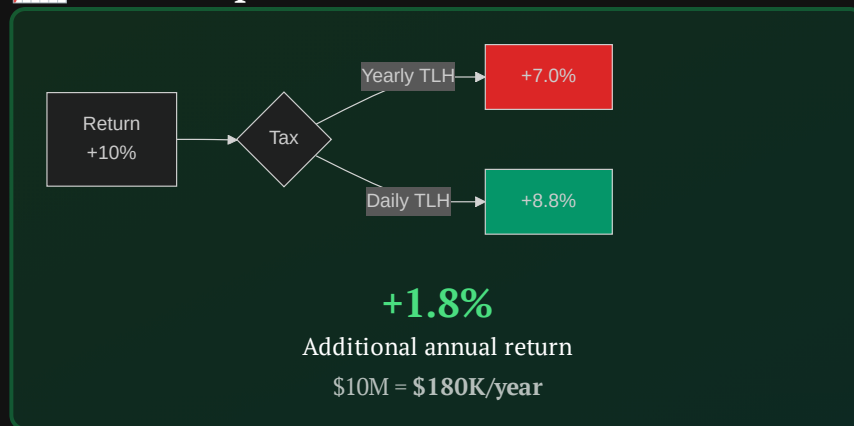 Return
+10%
Tax
Yearly TLH
+7.0%
Daily TLH
+8.8%
+1.8%
Additional annual return
$10M = $180K/year